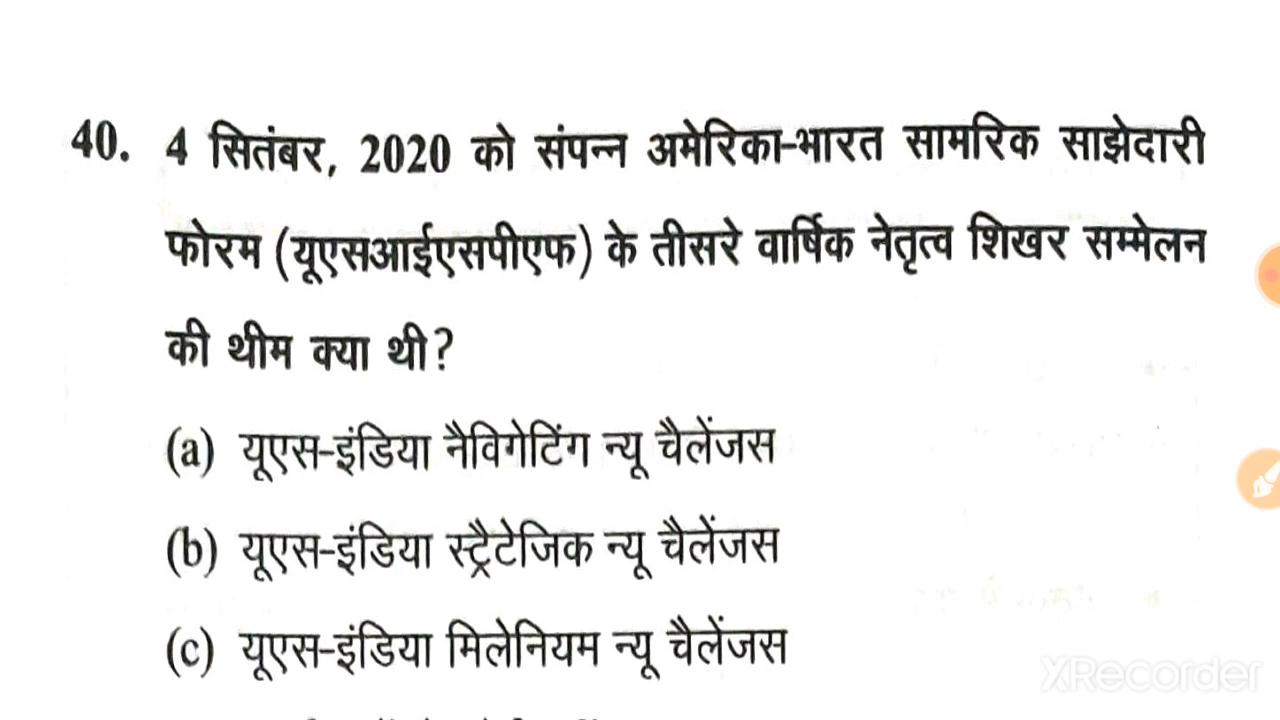 40. 4 सितंबर, 2020 को संपन्न अमेरिका-भारत सामरिक साझेदारी
फोरम (यूएसआईएसपीएफ) के तीसरे वार्षिक नेतृत्व शिखर सम्मेलन
की थीम क्या थी?
(a) यूएस-इंडिया नैविगेटिंग न्यू चैलेंजस
(b) यूएस-इंडिया स्ट्रैटेजिक न्यू चैलेंजस
(c) यूएस-इंडिया मिलेनियम न्यू चैलेंजस
XRecorder